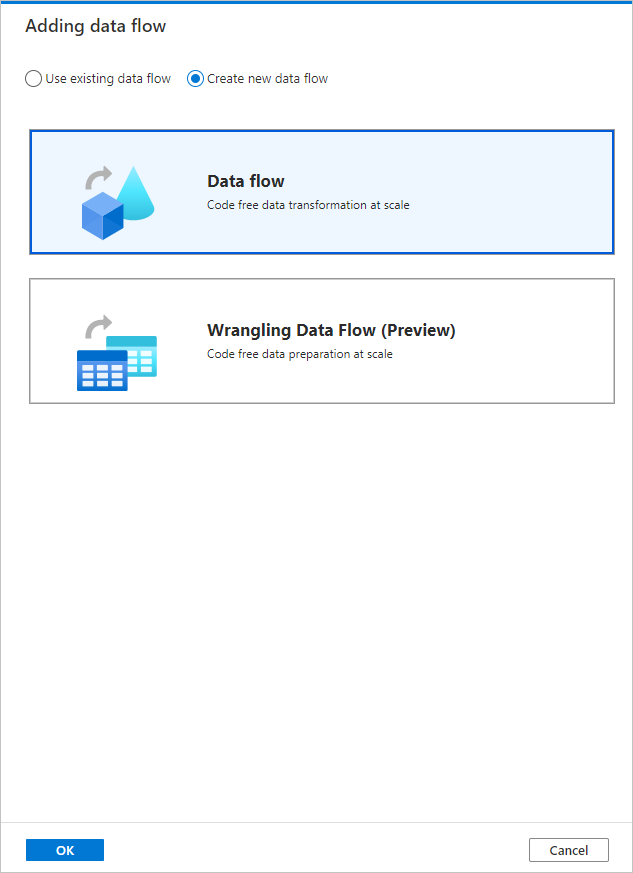 Adding data flow
Use existing data flow Create new data flow
Data flow
Code free data transformation at scale
Wrangling Data Flow (Preview)
Code free data preparation at scale
OK Cancel